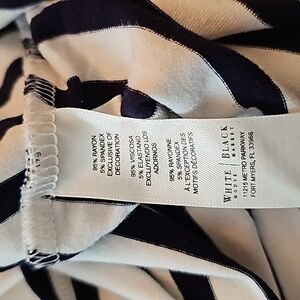 95% RAYON
5% SPANDEX
EXCLUSIVE OF
DECORATION
95% VISCOSA
5% ELASTANO
EXCLUYENDO LOS
ADORNOS
95% RAYONNE
5% SPANDEX
À L'EXCEPTION DES
MOTIFS DÉCORATIFS
WHITE BLACK
HOUSE MARKET
11215 METRO PARKWAY
FORT MYERS, FL 33966